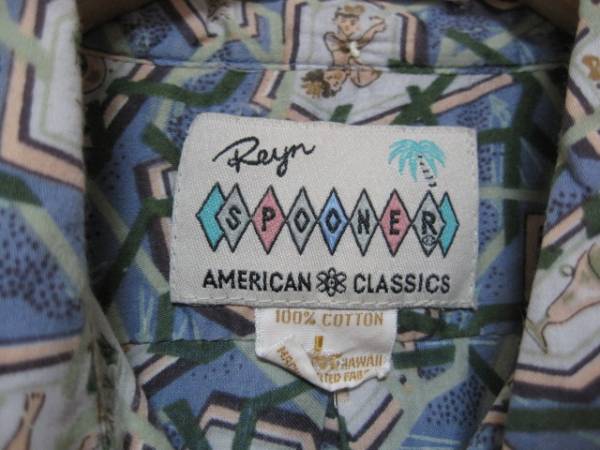 Reyn
SPOONER
AMERICAN CLASSICS
100% COTTON
L
HAWAII